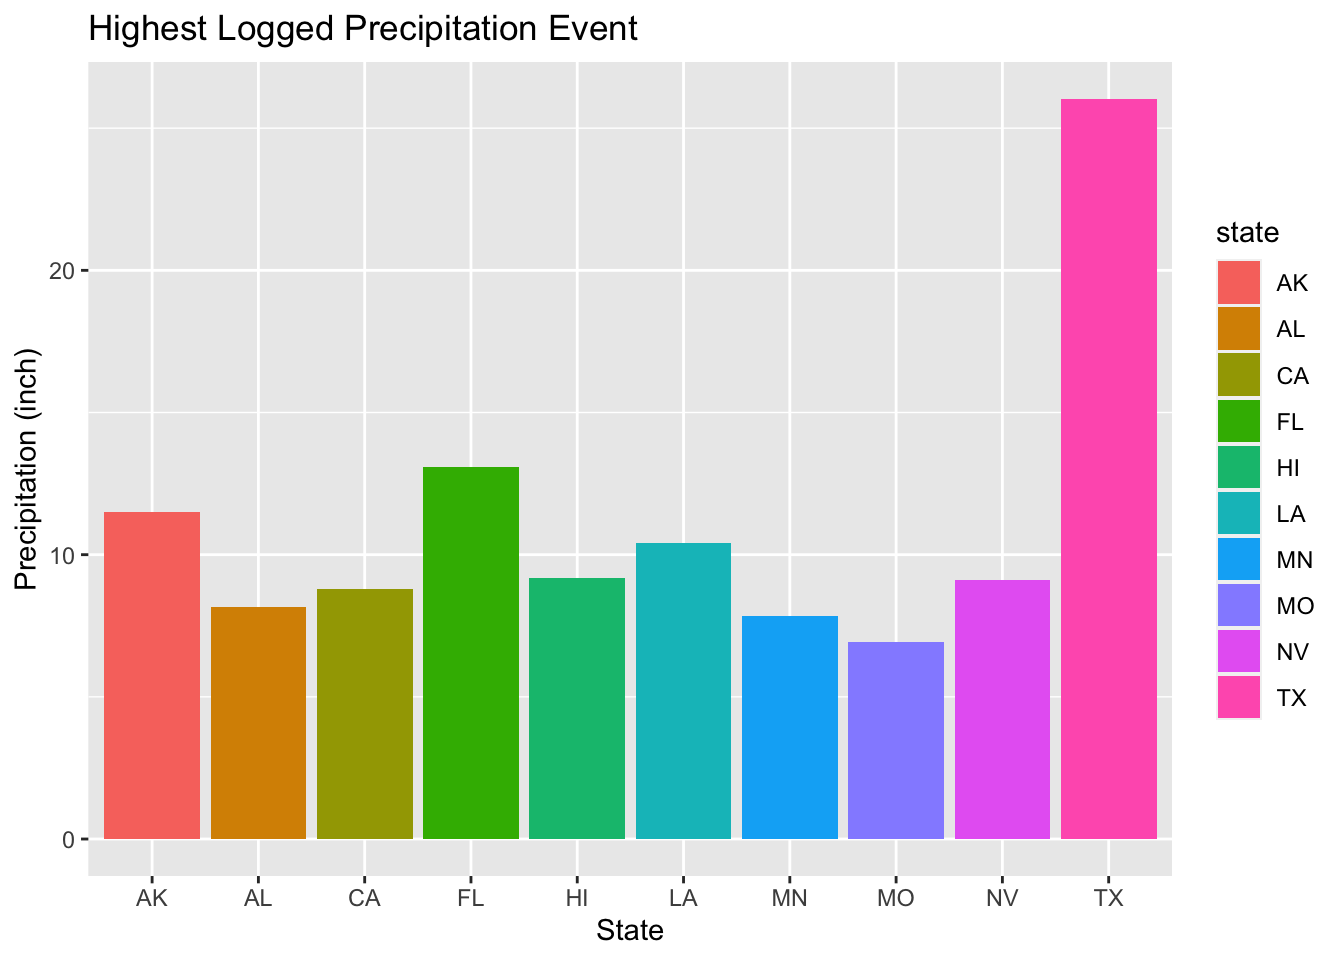 Highest Logged Precipitation Event
Precipitation (inch)
20
10
0
AK AL CA FL HI LA MN MO NV TX
State
state
AK
AL
CA
FL
HI
LA
MN
MO
NV
TX